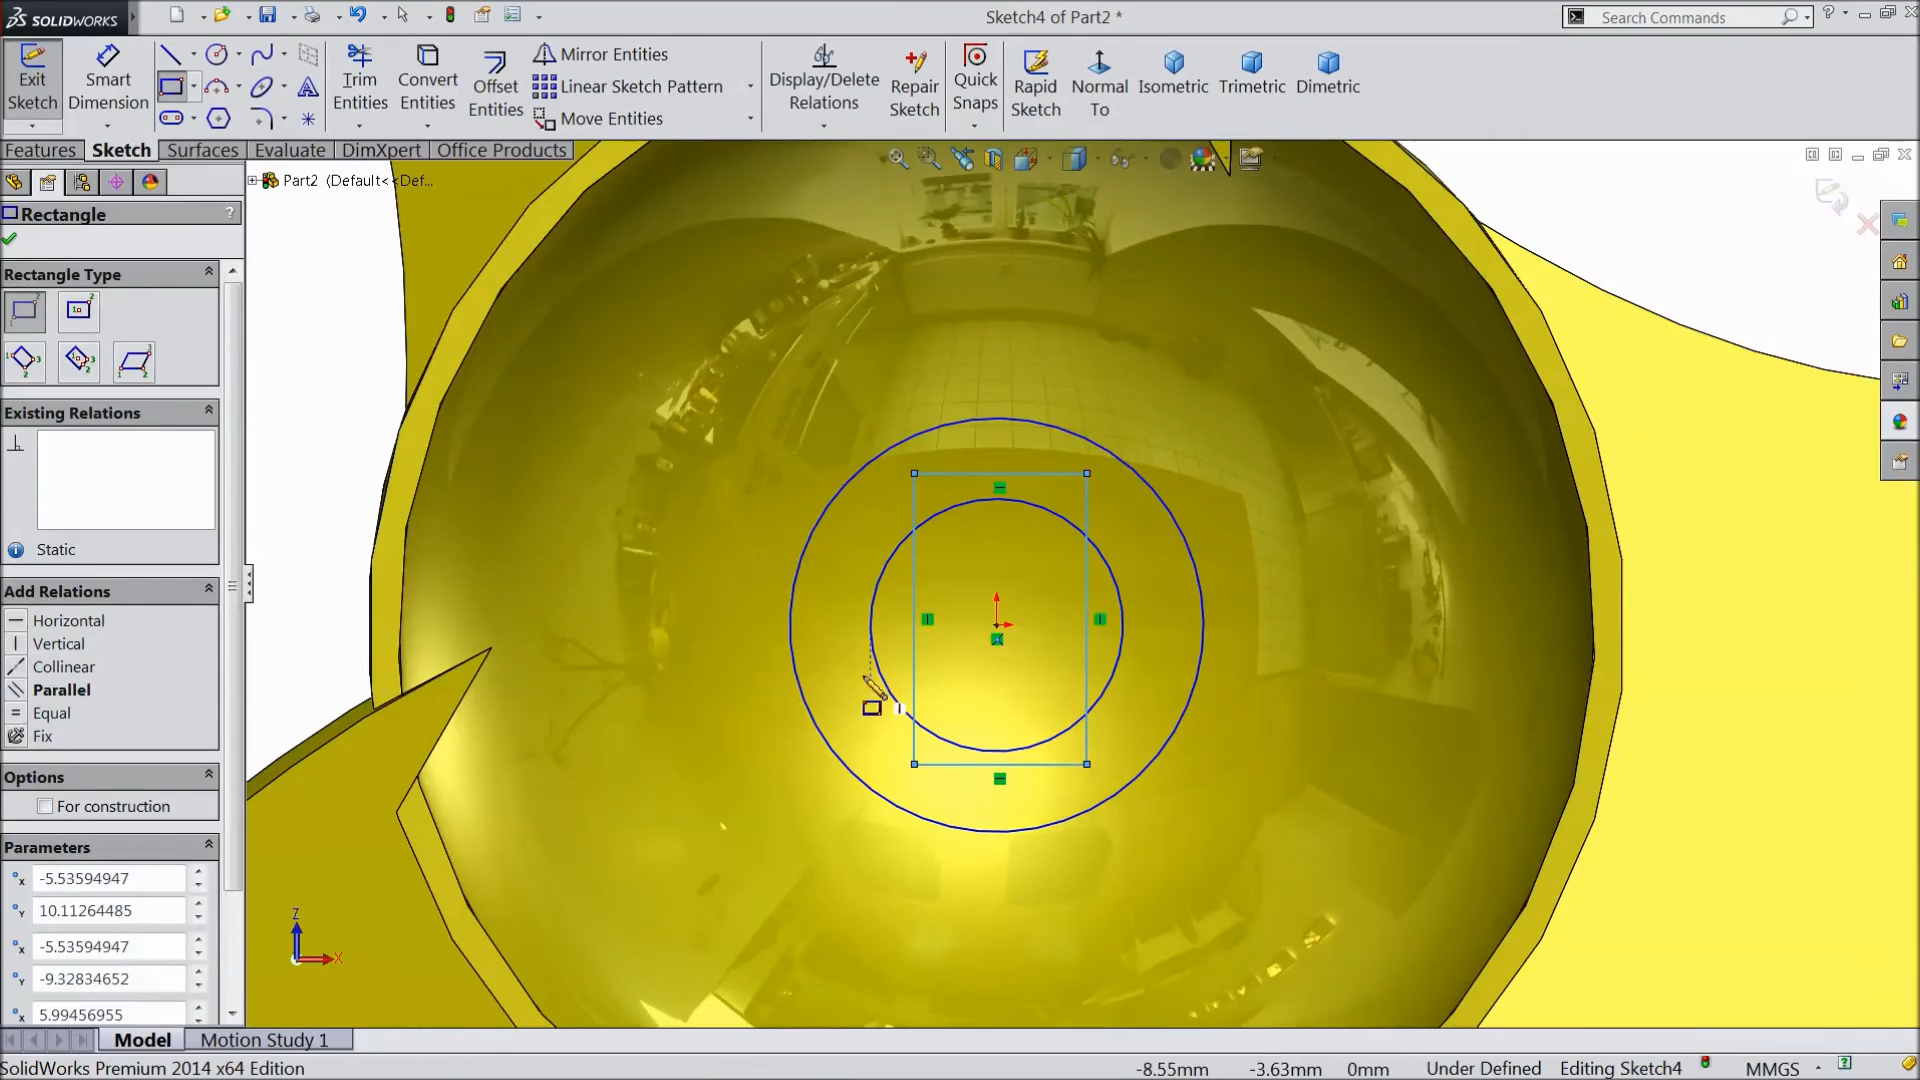 SOLIDWORKS
Sketch4 of Part2 *
Search Commands
?
Exit Sketch
Smart Dimension
Trim Entities
Convert Entities
Offset Entities
Mirror Entities
Linear Sketch Pattern
Move Entities
Display/Delete Relations
Repair Sketch
Quick Snaps
Rapid Sketch
Normal To
Isometric
Trimetric
Dimetric
Features
Sketch
Surfaces
Evaluate
DimXpert
Office Products
Part2 (Default<<Def...
Rectangle
?
Rectangle Type
Existing Relations
Static
Add Relations
Horizontal
Vertical
Collinear
Parallel
Equal
Fix
Options
For construction
Parameters
x -5.53594947
Y 10.11264485
x -5.53594947
Y -9.32834652
x 5.99456955
Z
X
Model
Motion Study 1
SolidWorks Premium 2014 x64 Edition
-8.55mm
-3.63mm
0mm
Under Defined
Editing Sketch4
MMGS
?